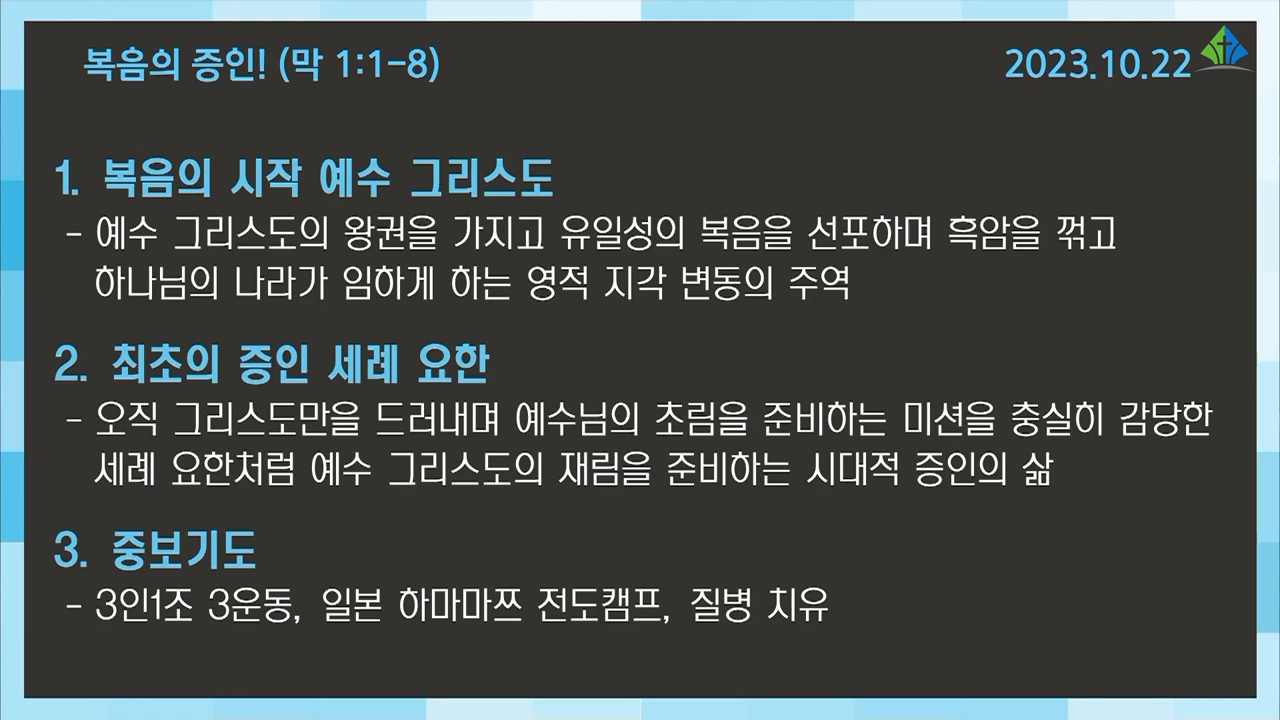 복음의 증인! (막 1:1-8)
2023.10.22
1. 복음의 시작 예수 그리스도
- 예수 그리스도의 왕권을 가지고 유일성의 복음을 선포하며 흑암을 꺾고
하나님의 나라가 임하게 하는 영적 지각 변동의 주역
2. 최초의 증인 세례 요한
- 오직 그리스도만을 드러내며 예수님의 초림을 준비하는 미션을 충실히 감당한
세례 요한처럼 예수 그리스도의 재림을 준비하는 시대적 증인의 삶
3. 중보기도
- 3인1조 3운동, 일본 하마마쯔 전도캠프, 질병 치유